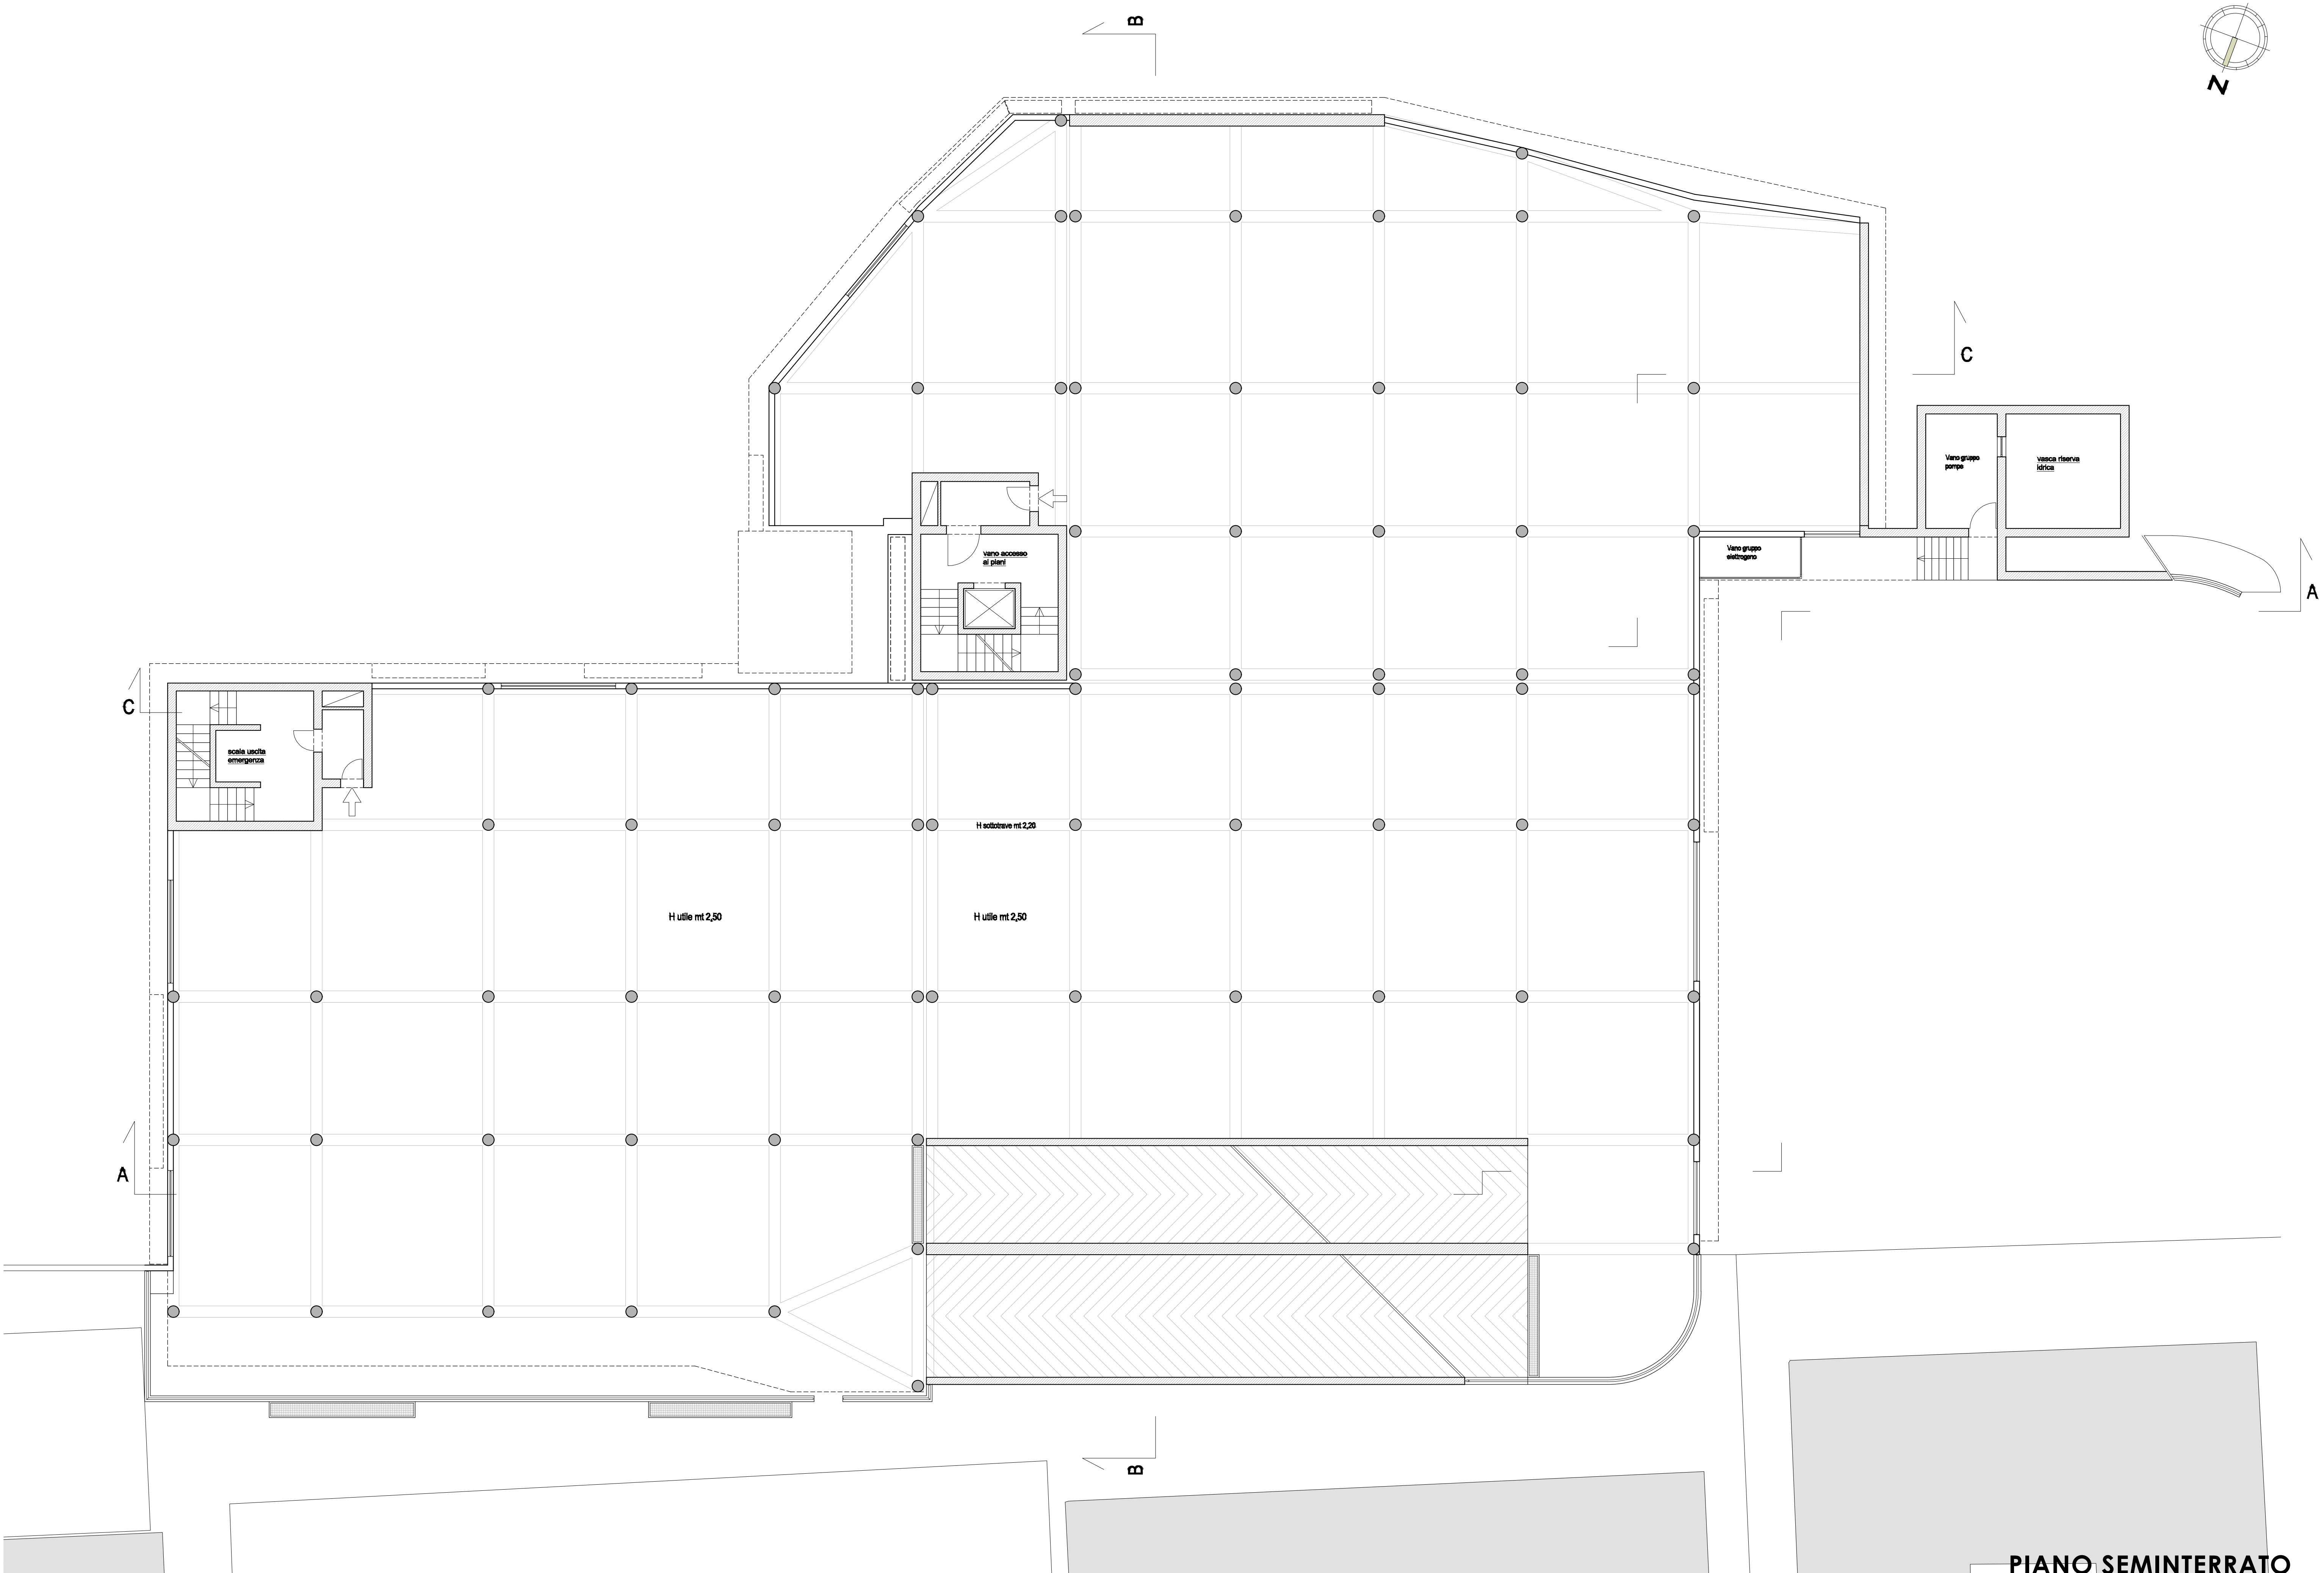 B
N
C
Vano gruppo
pompe
vasca riserva
idrica
vano accesso
ai piani
Vano gruppo
elettrogeno
A
C
scala uscita
emergenza
H sottotrave mt 2,20
H utile mt 2,50
H utile mt 2,50
A
B
PIANO SEMINTERRATO